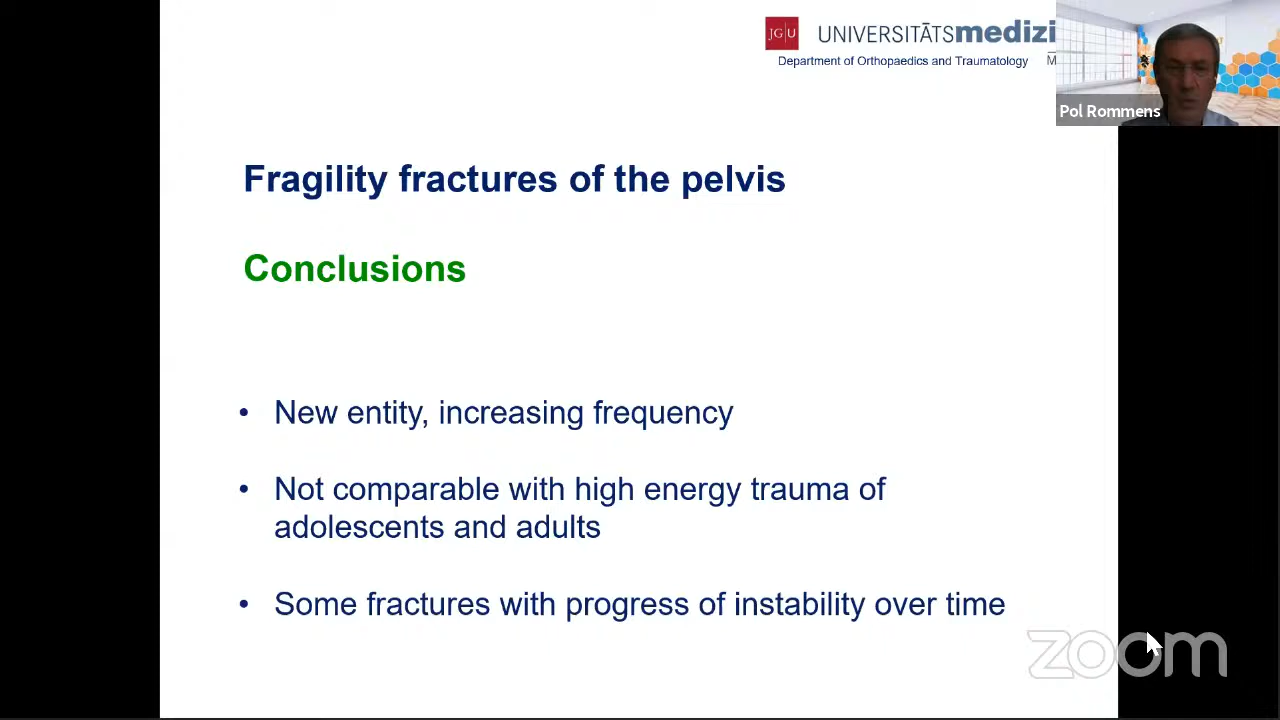 JG|U UNIVERSITÄTSmedizi
Department of Orthopaedics and Traumatology M
Pol Rommens
Fragility fractures of the pelvis
Conclusions
• New entity, increasing frequency
• Not comparable with high energy trauma of
adolescents and adults
• Some fractures with progress of instability over time
zoom